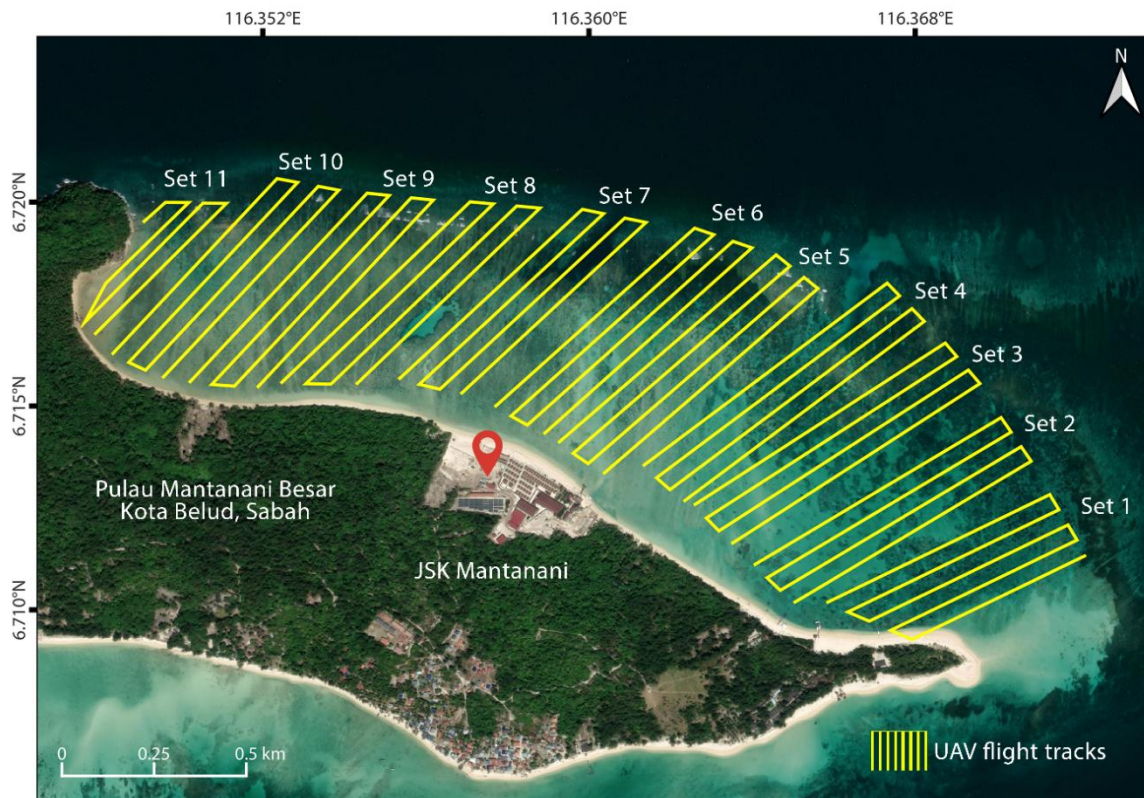 116.352°E
116.360°E
116.368°E
N
6.720°N
6.715°N
6.710°N
Set 11
Set 10
Set 9
Set 8
Set 7
Set 6
Set 5
Set 4
Set 3
Set 2
Set 1
Pulau Mantanani Besar
Kota Belud, Sabah
JSK Mantanani
0 0.25 0.5 km
UAV flight tracks